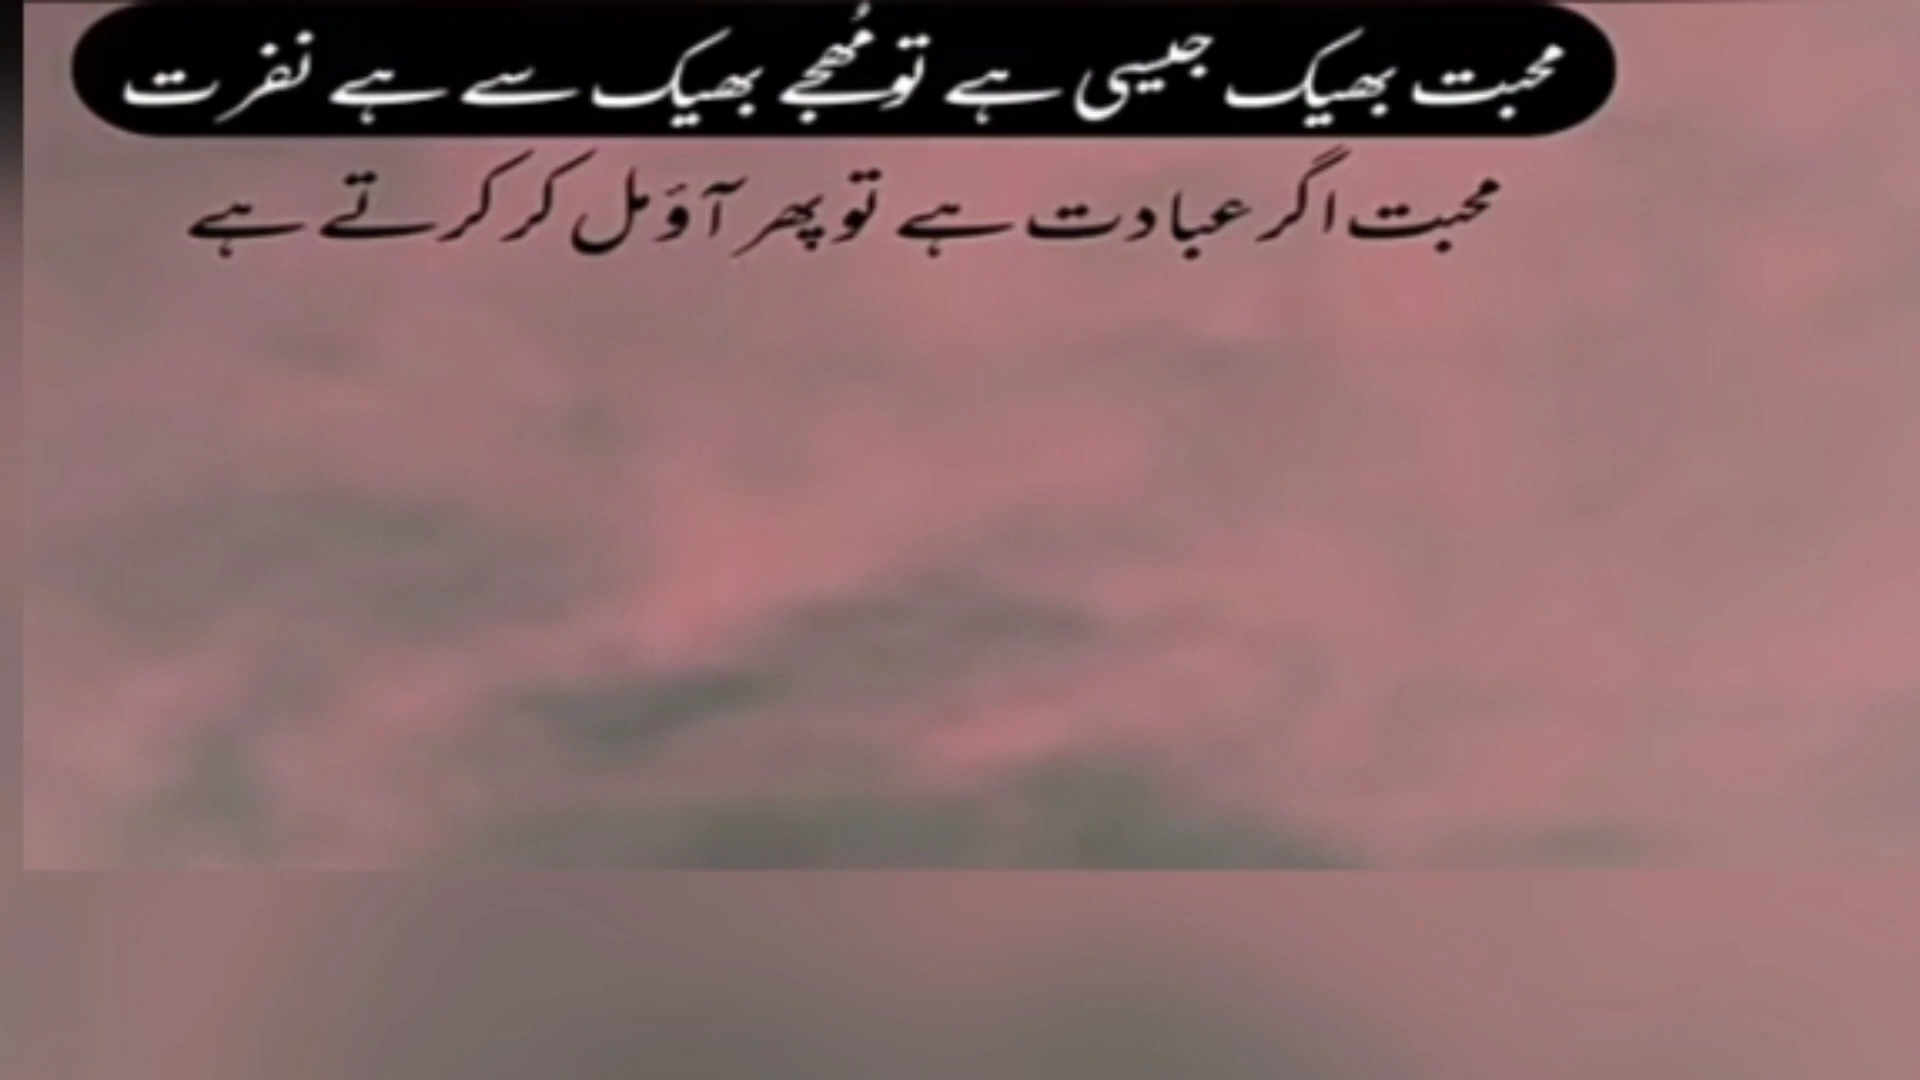 محبت بھیک جیسی ہے تو مُجھے بھیک سے ہے نفرت
محبت اگر عبادت ہے تو پھر آؤ مل کر کرتے ہے